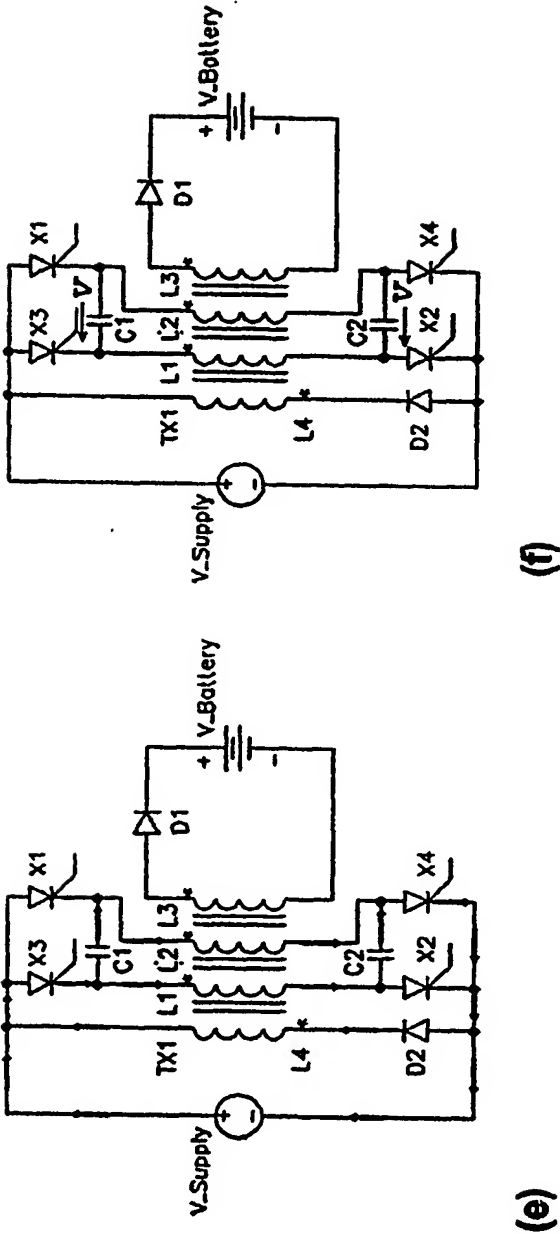 V_Supply
TX1
L1
L2
L3
L4
X3
X1
C1
D1
V_Battery
+
-
C2
X2
X4
D2
+
-
(e)
V_Supply
TX1
L1
L2
L3
L4
X3
X1
V
C1
D1
V_Battery
+
-
C2
V
X2
X4
D2
+
-
(f)